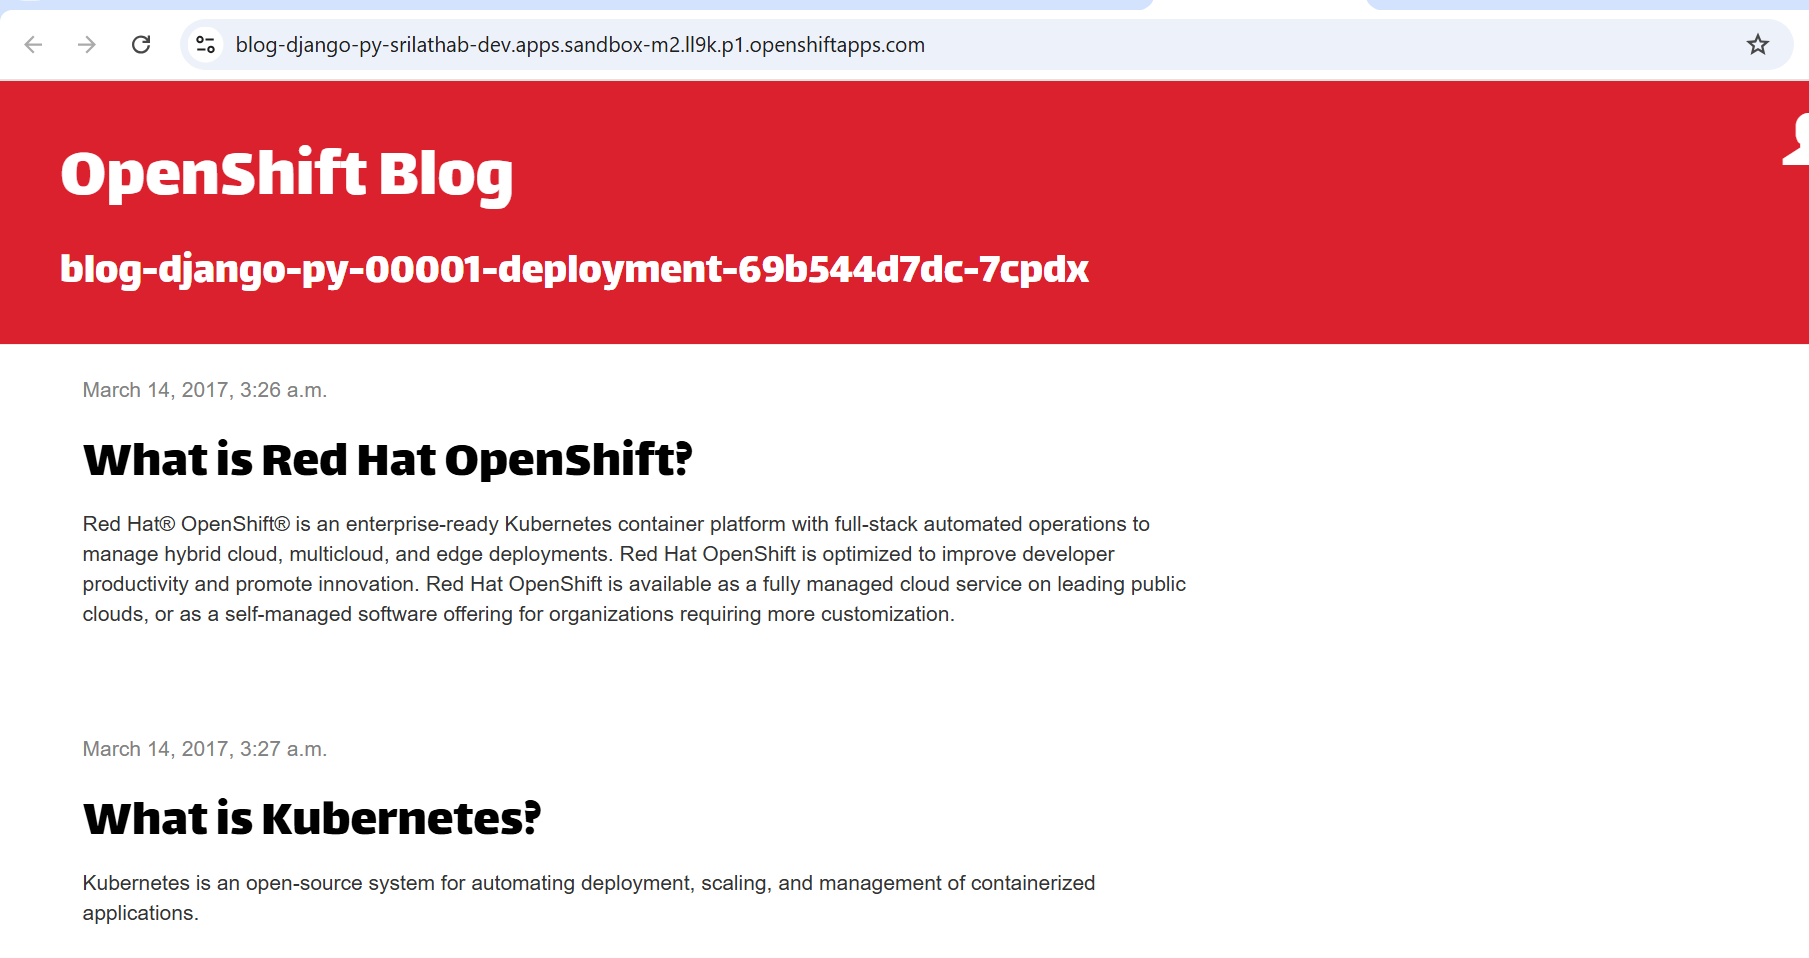 blog-django-py-srilathab-dev.apps.sandbox-m2.ll9k.p1.openshiftapps.com
OpenShift Blog
blog-django-py-00001-deployment-69b544d7dc-7cpdx
March 14, 2017, 3:26 a.m.
What is Red Hat OpenShift?
Red Hat® OpenShift® is an enterprise-ready Kubernetes container platform with full-stack automated operations to
manage hybrid cloud, multicloud, and edge deployments. Red Hat OpenShift is optimized to improve developer
productivity and promote innovation. Red Hat OpenShift is available as a fully managed cloud service on leading public
clouds, or as a self-managed software offering for organizations requiring more customization.
March 14, 2017, 3:27 a.m.
What is Kubernetes?
Kubernetes is an open-source system for automating deployment, scaling, and management of containerized
applications.